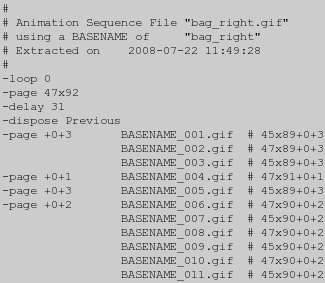 #
# Animation Sequence File "bag_right.gif"
# using a BASENAME of     "bag_right"
# Extracted on    2008-07-22 11:49:28
#
-loop 0
-page 47x92
-delay 31
-dispose Previous
-page +0+3       BASENAME_001.gif  # 45x89+0+3
                 BASENAME_002.gif  # 47x89+0+3
                 BASENAME_003.gif  # 45x89+0+3
-page +0+1       BASENAME_004.gif  # 47x91+0+1
-page +0+3       BASENAME_005.gif  # 45x89+0+3
-page +0+2       BASENAME_006.gif  # 47x90+0+2
                 BASENAME_007.gif  # 45x90+0+2
                 BASENAME_008.gif  # 47x90+0+2
                 BASENAME_009.gif  # 45x90+0+2
                 BASENAME_010.gif  # 47x90+0+2
                 BASENAME_011.gif  # 45x90+0+2